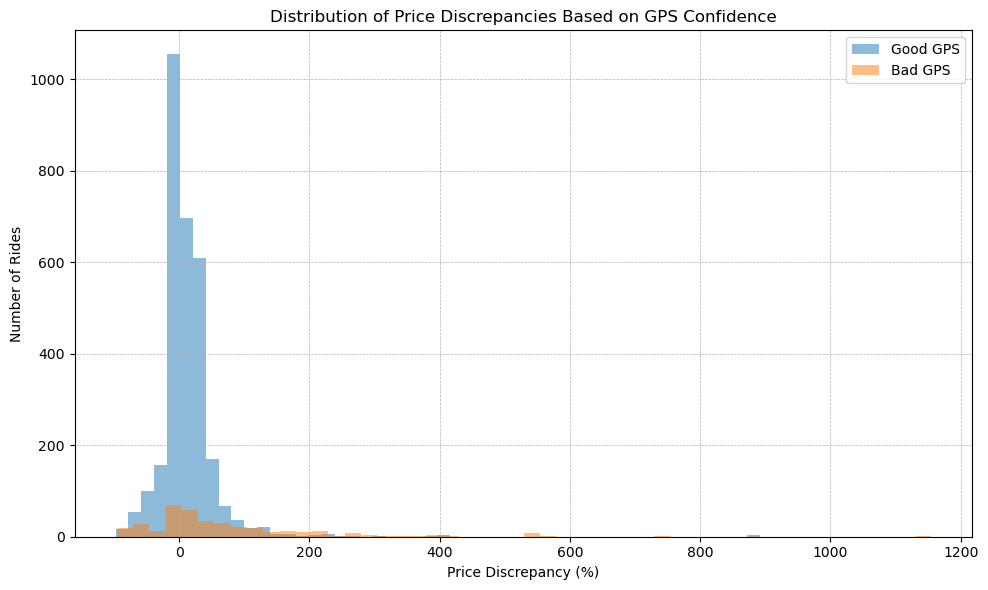 Distribution of Price Discrepancies Based on GPS Confidence
Good GPS
Bad GPS
Number of Rides
1000
800
600
400
200
0
0 200 400 600 800 1000 1200
Price Discrepancy (%)